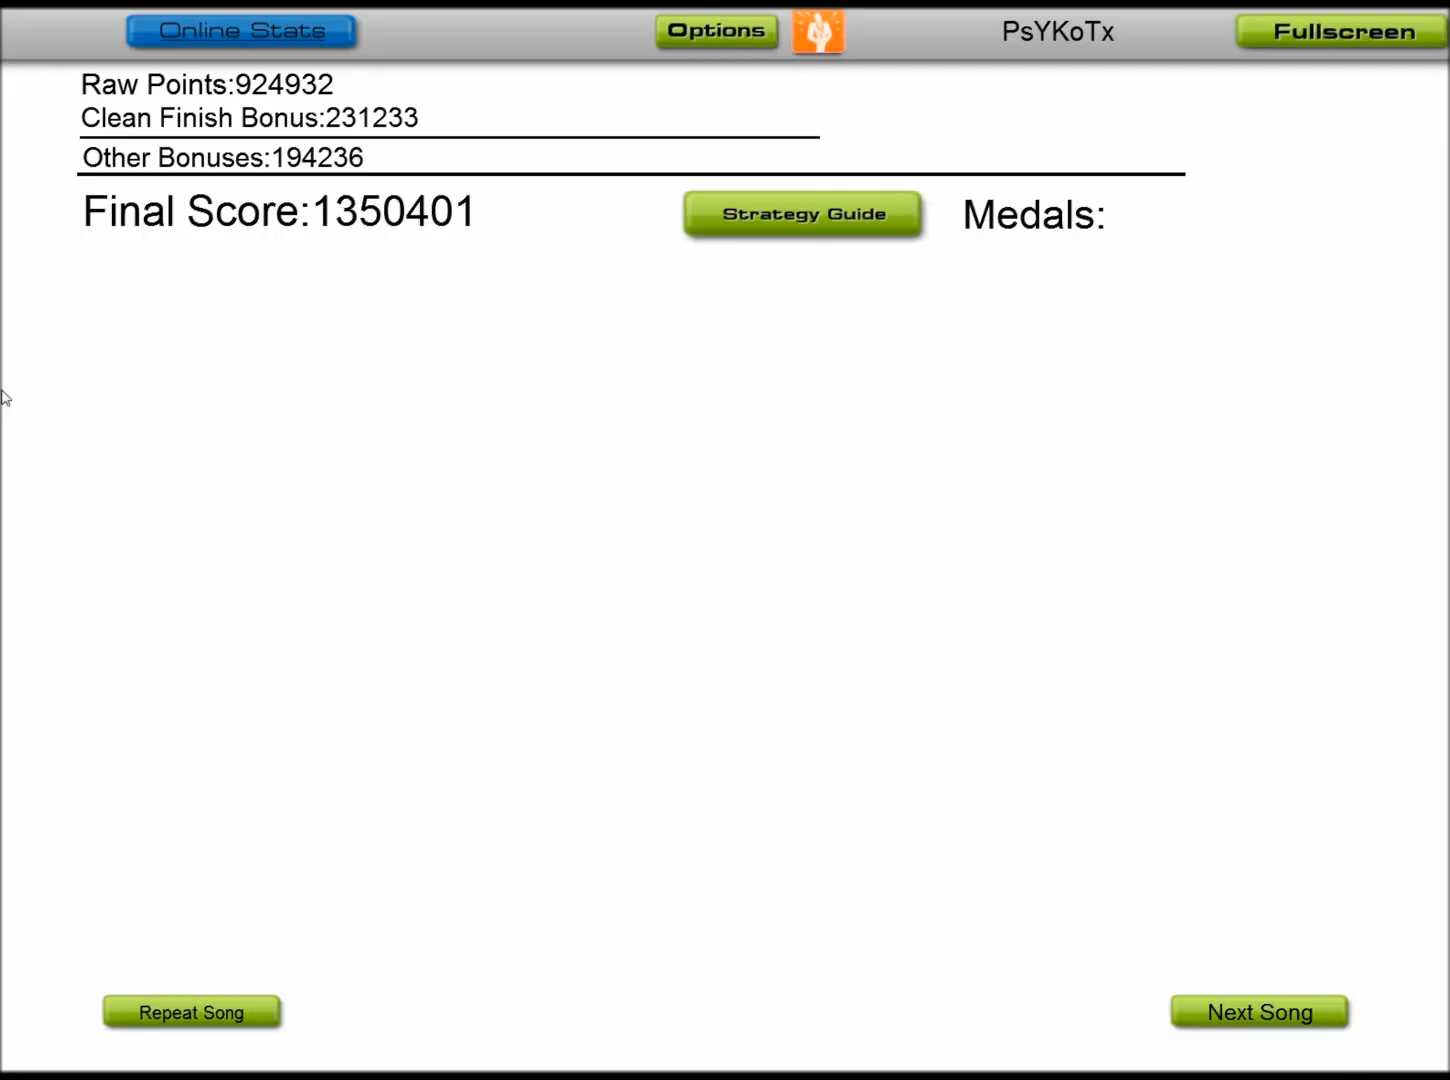 Online Stats
Options
PsYKoTx
Fullscreen
Raw Points:924932
Clean Finish Bonus:231233
Other Bonuses:194236
Final Score:1350401
Strategy Guide
Medals:
Repeat Song
Next Song